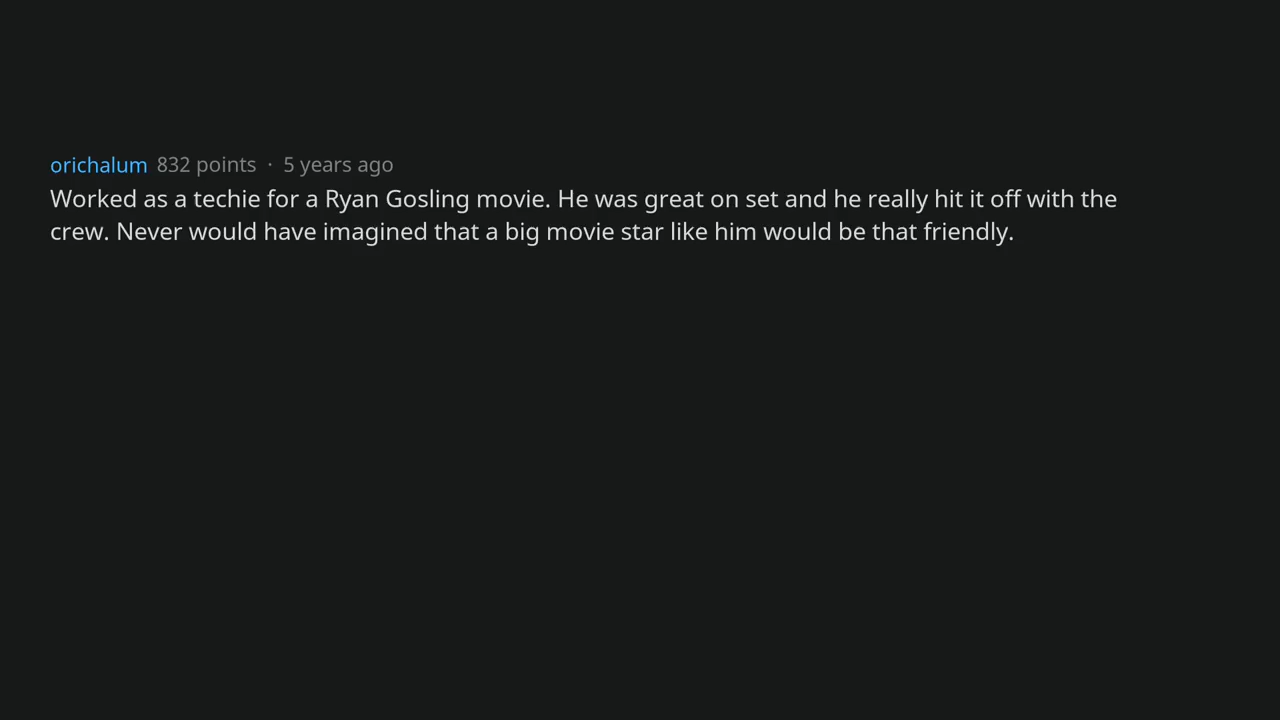 orichalum 832 points · 5 years ago
Worked as a techie for a Ryan Gosling movie. He was great on set and he really hit it off with the
crew. Never would have imagined that a big movie star like him would be that friendly.